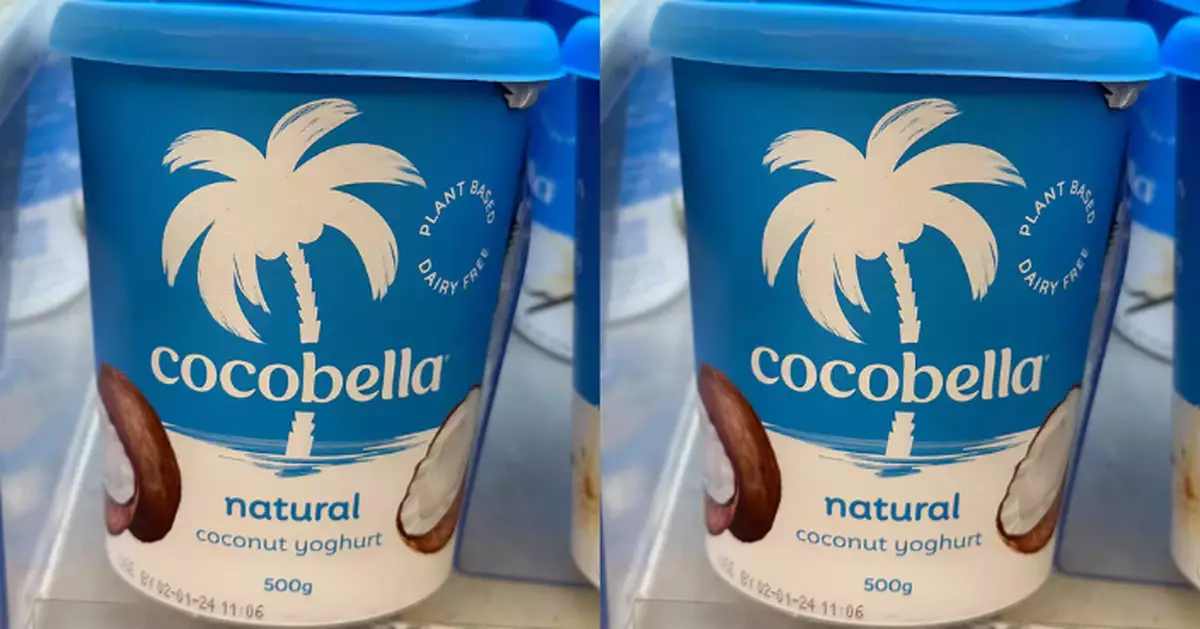 PLANT BASED
DAIRY FREE
cocobella
natural
coconut yoghurt
500g
USE BY 02-01-24 11:06
PLANT BASED
DAIRY FREE
cocobella
natural
coconut yoghurt
500g
USE BY 02-01-24 11:06